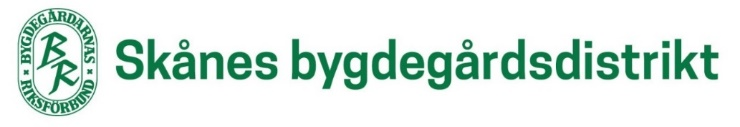 BYGDEGÅRDARNAS
BR
RIKSFÖRBUND
Skånes bygdegårdsdistrikt